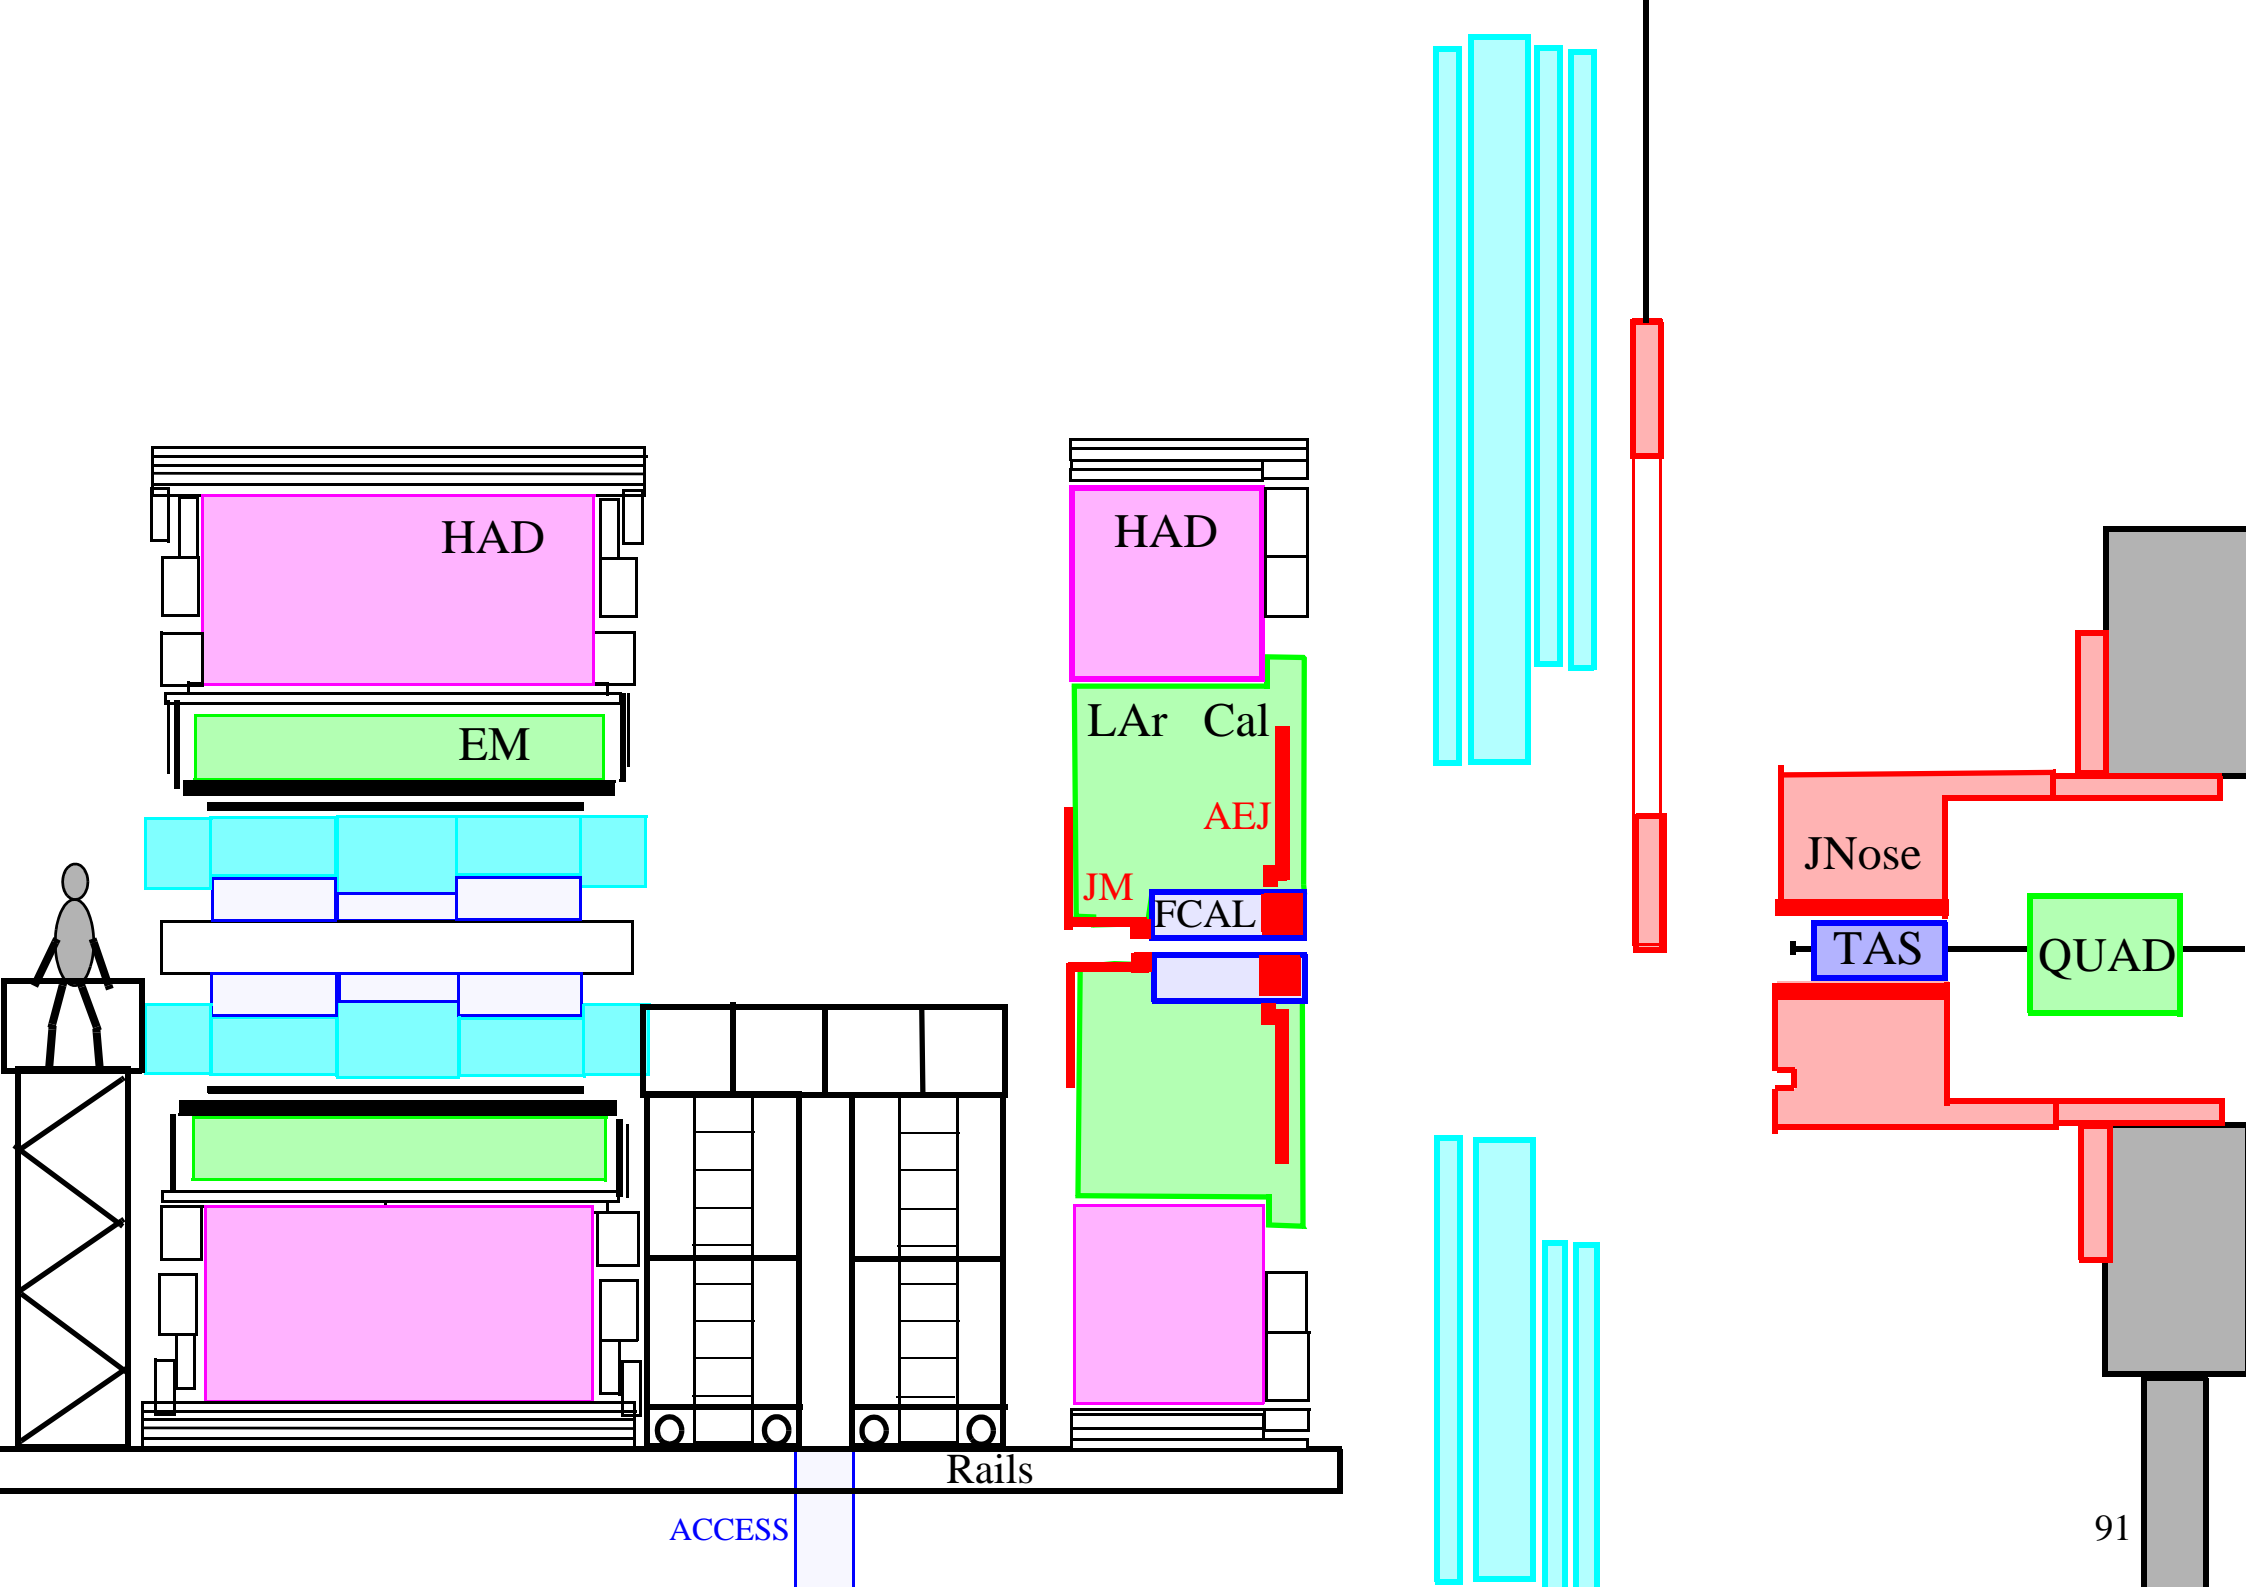 HAD
HAD
EM
LAr Cal
AEJ
JM
FCAL
JNose
TAS
QUAD
Rails
ACCESS
91